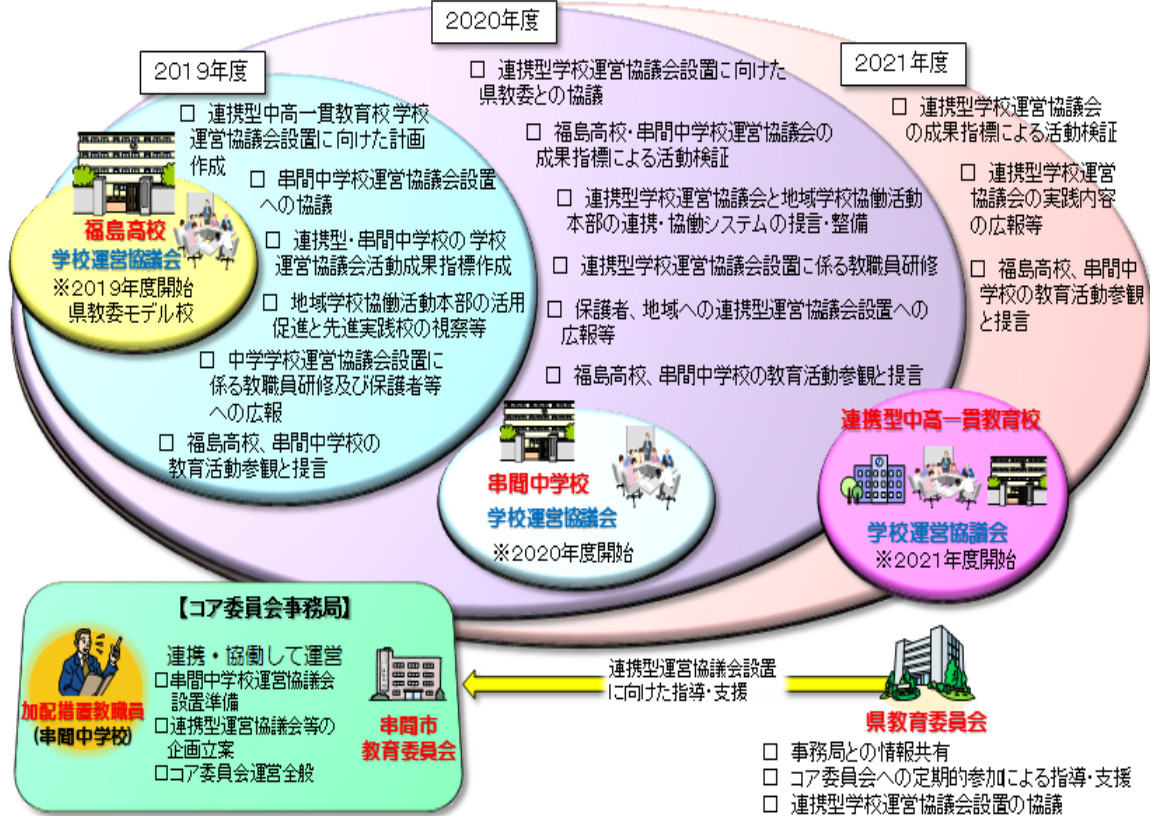 2019年度
□ 連携型中高一貫教育校学校
運営協議会設置に向けた計画
作成
□ 串間中学校運営協議会設置
への協議
□ 連携型・串間中学校の学校
運営協議会活動成果指標作成
□ 地域学校協働活動本部の活用
促進と先進実践校の視察等
□ 中学学校運営協議会設置に
係る教職員研修及び保護者等
への広報
□ 福島高校、串間中学校の
教育活動参観と提言
福島高校
学校運営協議会
※2019年度開始
県教委モデル校
2020年度
□ 連携型学校運営協議会設置に向けた
県教委との協議
□ 福島高校・串間中学校運営協議会の
成果指標による活動検証
□ 連携型学校運営協議会と地域学校協働活動
本部の連携・協働システムの提言・整備
□ 連携型学校運営協議会設置に係る教職員研修
□ 保護者、地域への連携型運営協議会設置への
広報等
□ 福島高校、串間中学校の教育活動参観と提言
串間中学校
学校運営協議会
※2020年度開始
2021年度
□ 連携型学校運営協議会
の成果指標による活動検証
□ 連携型学校運営
協議会の実践内容
の広報等
□ 福島高校、串間中
学校の教育活動参観
と提言
連携型中高一貫教育校
学校運営協議会
※2021年度開始
【コア委員会事務局】
連携・協働して運営
□串間中学校運営協議会
設置準備
□連携型運営協議会等の
企画立案
□コア委員会運営全般
加配措置教職員
(串間中学校)
串間市
教育委員会
連携型運営協議会設置
に向けた指導・支援
県教育委員会
□ 事務局との情報共有
□ コア委員会への定期的参加による指導・支援
□ 連携型学校運営協議会設置の協議